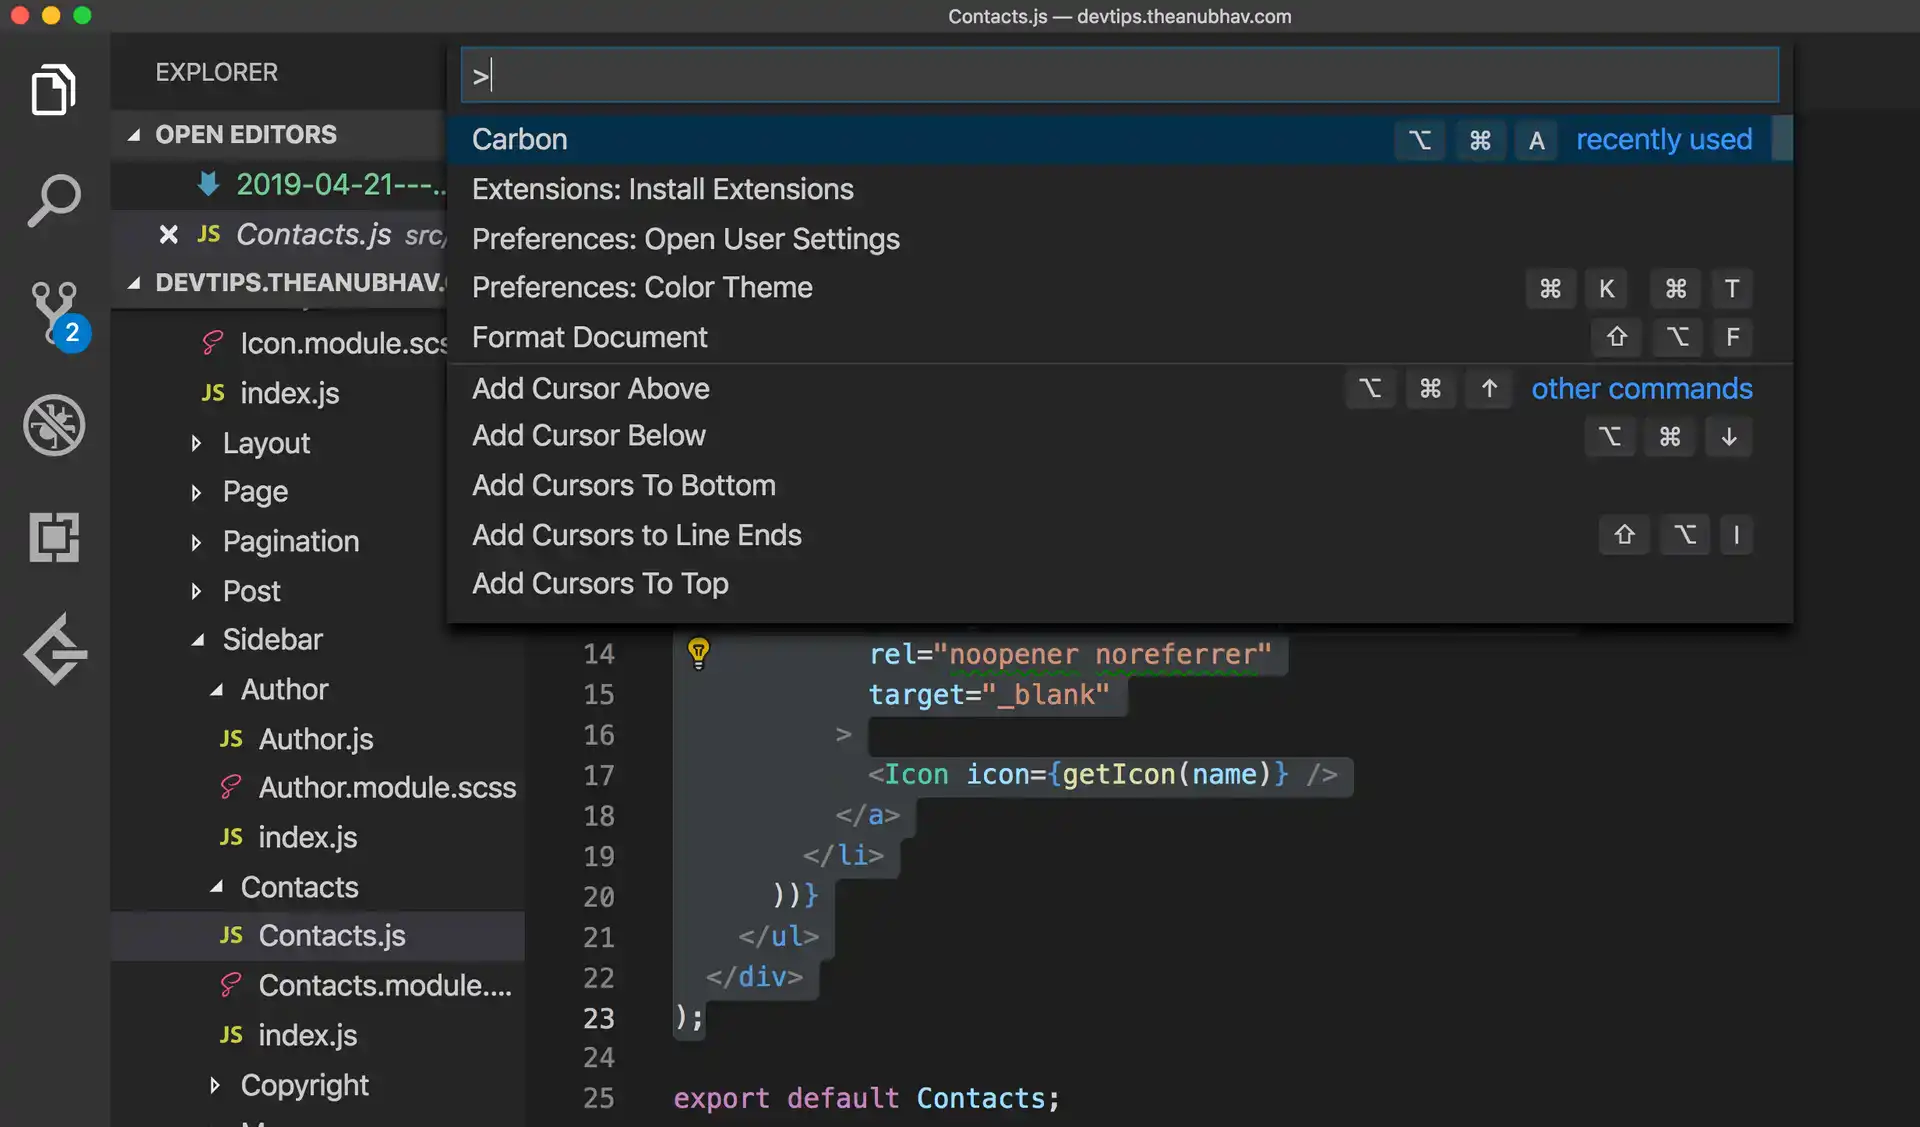 Contacts.js — devtips.theanubhav.com
EXPLORER
OPEN EDITORS
2019-04-21---...
JS Contacts.js src/
DEVTIPS.THEANUBHAV.
2
Icon.module.scs
JS index.js
Layout
Page
Pagination
Post
Sidebar
Author
JS Author.js
Author.module.scss
JS index.js
Contacts
JS Contacts.js
Contacts.module....
JS index.js
Copyright
>
Carbon ⌥ ⌘ A recently used
Extensions: Install Extensions
Preferences: Open User Settings
Preferences: Color Theme ⌘ K ⌘ T
Format Document ⇧ ⌥ F
Add Cursor Above ⌥ ⌘ ↑ other commands
Add Cursor Below ⌥ ⌘ ↓
Add Cursors To Bottom
Add Cursors to Line Ends ⇧ ⌥ I
Add Cursors To Top
14 rel="noopener noreferrer"
15 target="_blank"
16 >
17 <Icon icon={getIcon(name)} />
18 </a>
19 </li>
20 ))}
21 </ul>
22 </div>
23 );
24
25 export default Contacts;